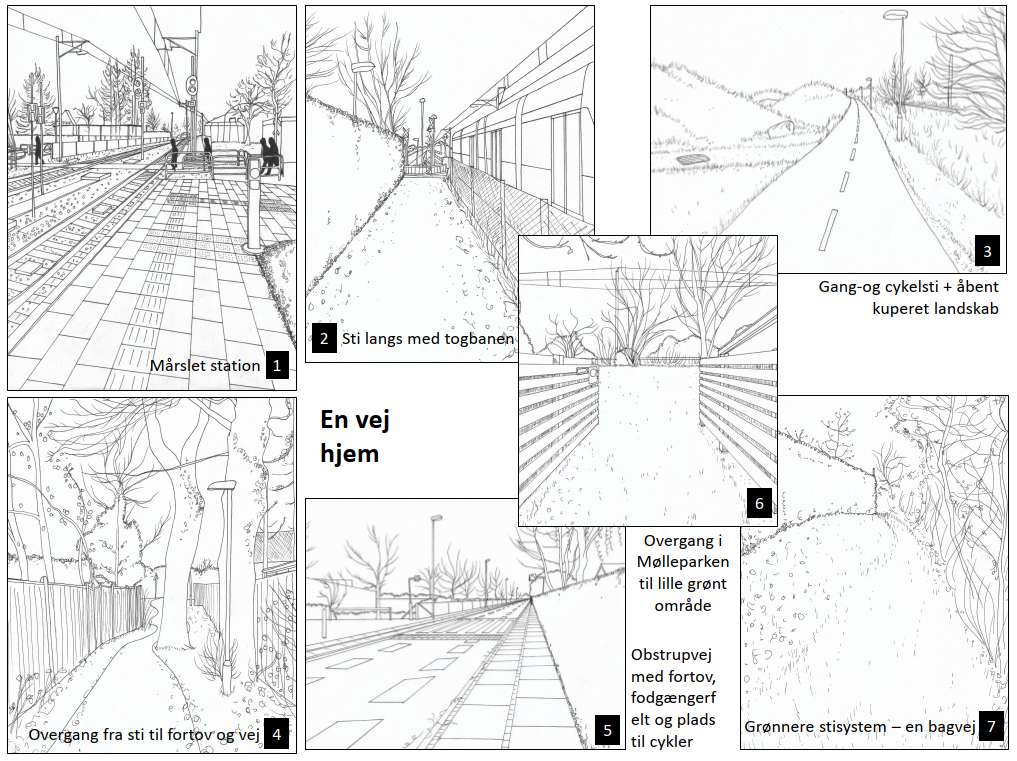 Mårslet station 1
2 Sti langs med togbanen
3
Gang-og cykelsti + åbent
kuperet landskab
En vej
hjem
Overgang fra sti til fortov og vej 4
5
Obstrupvej
med fortov,
fodgængerf
elt og plads
til cykler
6
Overgang i
Mølleparken
til lille grønt
område
Grønnere stisystem – en bagvej 7